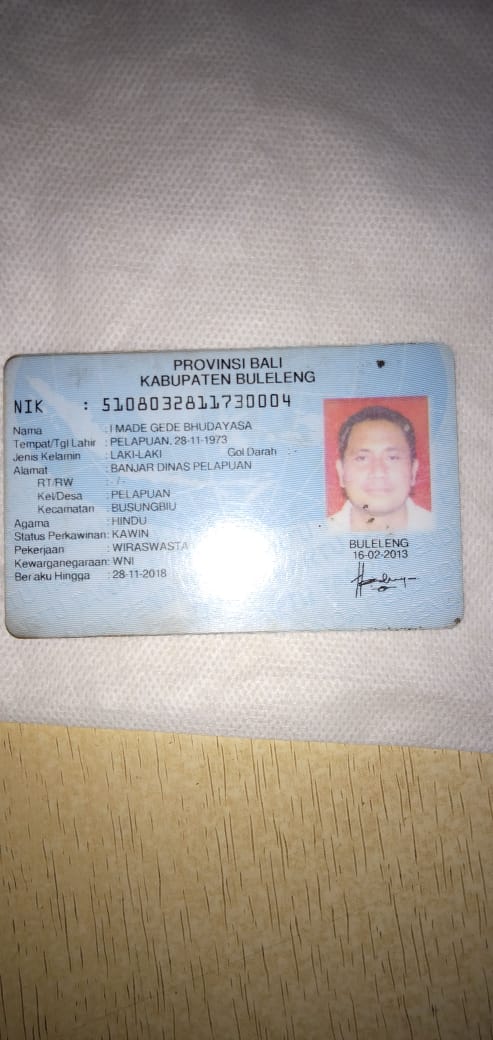 PROVINSI BALI
KABUPATEN BULELENG
NIK : 5108032811730004
Nama : I MADE GEDE BHUDAYASA
Tempat/Tgl Lahir : PELAPUAN, 28-11-1973
Jenis Kelamin : LAKI-LAKI Gol Darah : -
Alamat : BANJAR DINAS PELAPUAN
RT/RW : - / -
Kel/Desa : PELAPUAN
Kecamatan : BUSUNGBIU
Agama : HINDU
Status Perkawinan: KAWIN
Pekerjaan : WIRASWASTA
Kewarganegaraan: WNI
Berlaku Hingga : 28-11-2018
BULELENG
16-02-2013